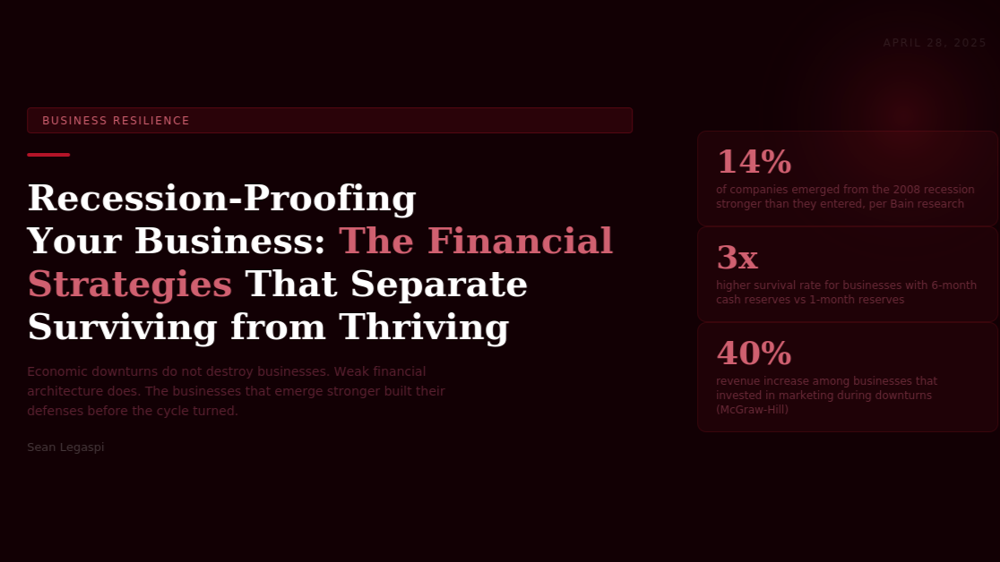 APRIL 28, 2025
BUSINESS RESILIENCE
Recession-Proofing
Your Business: The Financial
Strategies That Separate
Surviving from Thriving
Economic downturns do not destroy businesses. Weak financial
architecture does. The businesses that emerge stronger built their
defenses before the cycle turned.
Sean Legaspi
14%
of companies emerged from the 2008 recession
stronger than they entered, per Bain research
3x
higher survival rate for businesses with 6-month
cash reserves vs 1-month reserves
40%
revenue increase among businesses that
invested in marketing during downturns
(McGraw-Hill)